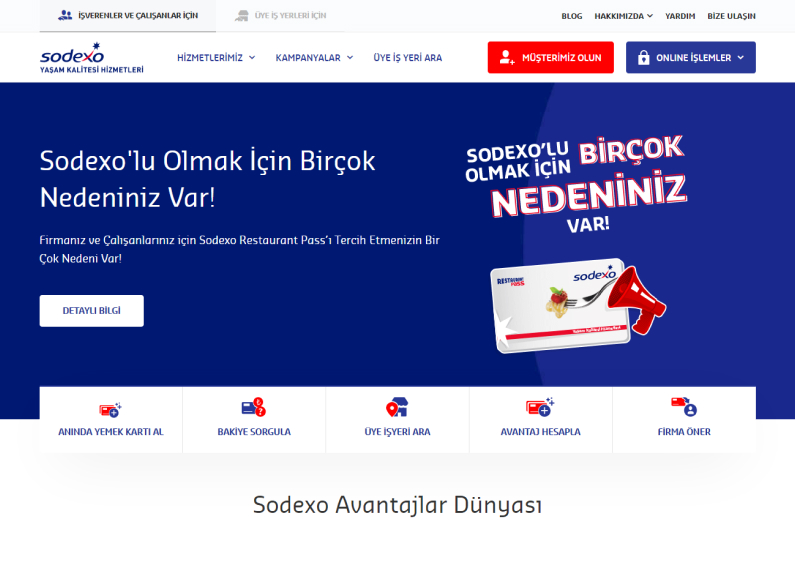 İŞVERENLER VE ÇALIŞANLAR İÇİN
ÜYE İŞ YERLERİ İÇİN
BLOG
HAKKIMIZDA
YARDIM
BİZE ULAŞIN
sodexo
YAŞAM KALİTESİ HİZMETLERİ
HİZMETLERİMİZ
KAMPANYALAR
ÜYE İŞ YERİ ARA
MÜŞTERİMİZ OLUN
ONLINE İŞLEMLER
Sodexo'lu Olmak İçin Birçok
Nedeniniz Var!
Firmanız ve Çalışanlarınız için Sodexo Restaurant Pass'ı Tercih Etmenizin Bir
Çok Nedeni Var!
DETAYLI BİLGİ
SODEXO'LU
OLMAK İÇİN
BİRÇOK
NEDENİNİZ
VAR!
RESTAURANT
PASS
sodexo
Yaşam Kalitesi Hizmetleri
ANINDA YEMEK KARTI AL
BAKİYE SORGULA
ÜYE İŞYERİ ARA
AVANTAJ HESAPLA
FİRMA ÖNER
Sodexo Avantajlar Dünyası